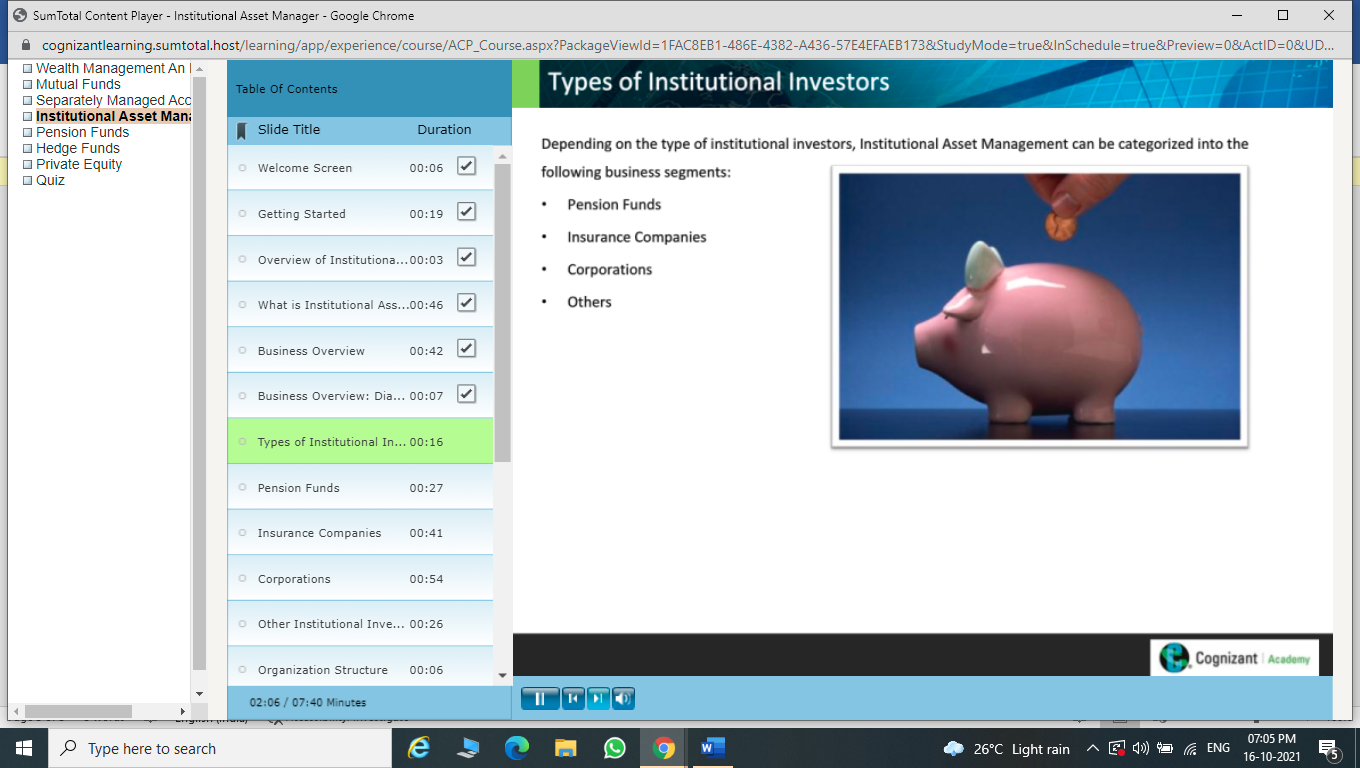 SumTotal Content Player - Institutional Asset Manager - Google Chrome
cognizantlearning.sumtotal.host/learning/app/experience/course/ACP_Course.aspx?PackageViewId=1FAC8EB1-486E-4382-A436-57E4EFAEB173&StudyMode=true&InSchedule=true&Preview=0&ActID=0&UD...
Wealth Management An I
Mutual Funds
Separately Managed Acc
Institutional Asset Mana
Pension Funds
Hedge Funds
Private Equity
Quiz
Table Of Contents
Slide Title Duration
Welcome Screen 00:06
Getting Started 00:19
Overview of Institutiona... 00:03
What is Institutional Ass... 00:46
Business Overview 00:42
Business Overview: Dia... 00:07
Types of Institutional In... 00:16
Pension Funds 00:27
Insurance Companies 00:41
Corporations 00:54
Other Institutional Inve... 00:26
Organization Structure 00:06
02:06 / 07:40 Minutes
Types of Institutional Investors
Depending on the type of institutional investors, Institutional Asset Management can be categorized into the
following business segments:
• Pension Funds
• Insurance Companies
• Corporations
• Others
Cognizant | Academy
Type here to search
26°C Light rain
ENG
07:05 PM
16-10-2021
5